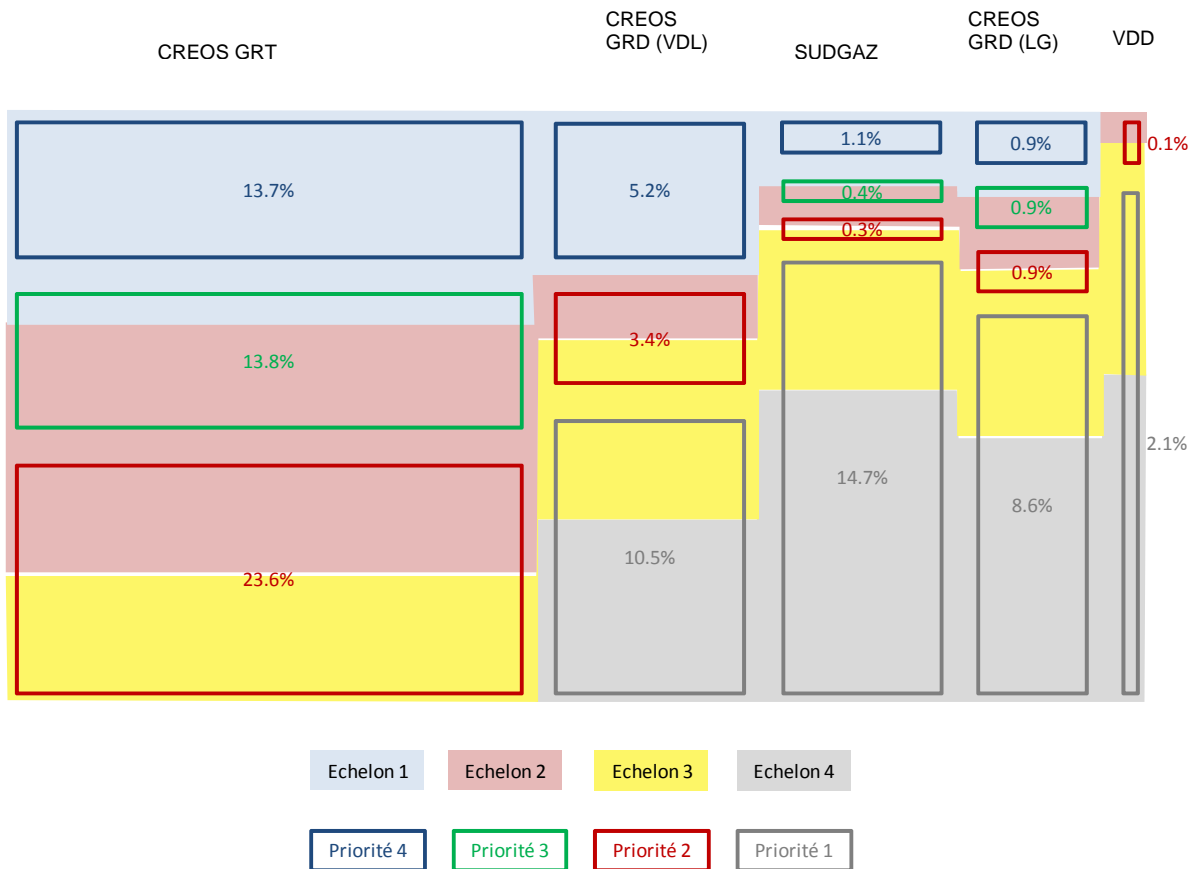 CREOS GRT
CREOS
GRD (VDL)
SUDGAZ
CREOS
GRD (LG)
VDD
13.7%
5.2%
1.1%
0.9%
0.1%
0.4%
0.9%
0.3%
0.9%
13.8%
3.4%
2.1%
14.7%
8.6%
23.6%
10.5%
Echelon 1
Echelon 2
Echelon 3
Echelon 4
Priorité 4
Priorité 3
Priorité 2
Priorité 1